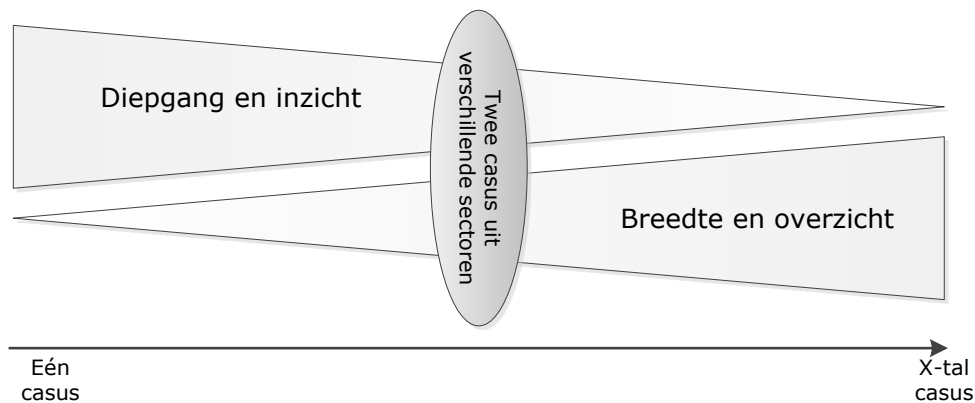 Diepgang en inzicht
Twee casus uit
verschillende sectoren
Breedte en overzicht
Eén
casus
X-tal
casus